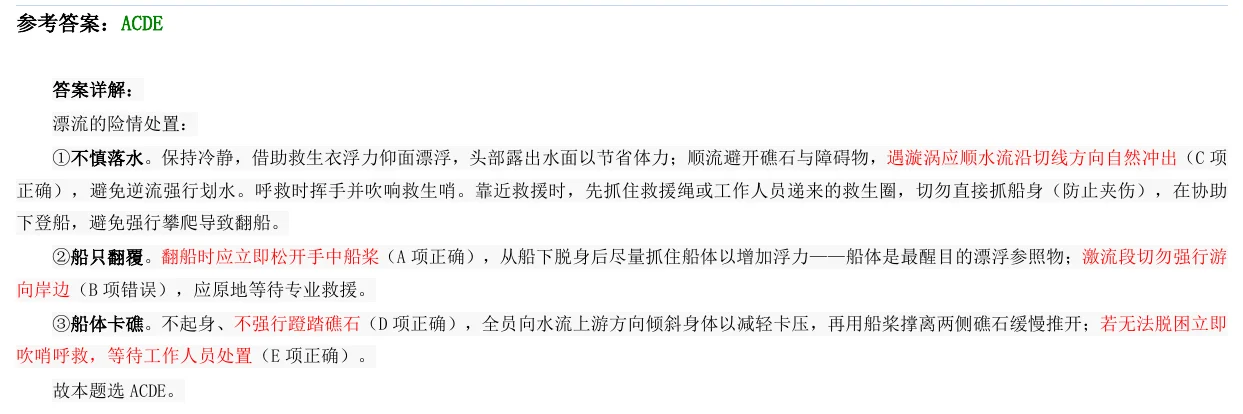 参考答案：ACDE
答案详解：
漂流的险情处置：
①不慎落水。保持冷静，借助救生衣浮力仰面漂浮，头部露出水面以节省体力；顺流避开礁石与障碍物，遇漩涡应顺水流沿切线方向自然冲出（C 项
正确），避免逆流强行划水。呼救时挥手并吹响救生哨。靠近救援时，先抓住救援绳或工作人员递来的救生圈，切勿直接抓船身（防止夹伤），在协助
下登船，避免强行攀爬导致翻船。
②船只翻覆。翻船时应立即松开手中船桨（A 项正确），从船下脱身后尽量抓住船体以增加浮力——船体是最醒目的漂浮参照物；激流段切勿强行游
向岸边（B 项错误），应原地等待专业救援。
③船体卡礁。不起身、不强行蹬踏礁石（D 项正确），全员向水流上游方向倾斜身体以减轻卡压，再用船桨撑离两侧礁石缓慢推开；若无法脱困立即
吹哨呼救，等待工作人员处置（E 项正确）。
故本题选 ACDE。